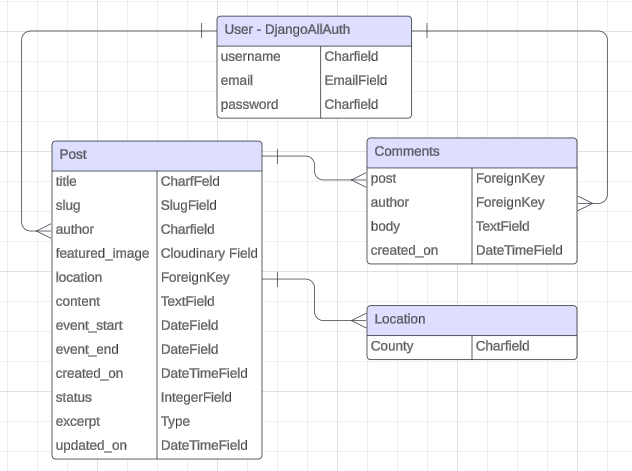 User - DjangoAllAuth
username Charfield
email EmailField
password Charfield
Post
title CharfFeld
slug SlugField
author Charfield
featured_image Cloudinary Field
location ForeignKey
content TextField
event_start DateField
event_end DateField
created_on DateTimeField
status IntegerField
excerpt Type
updated_on DateTimeField
Comments
post ForeignKey
author ForeignKey
body TextField
created_on DateTimeField
Location
County Charfield